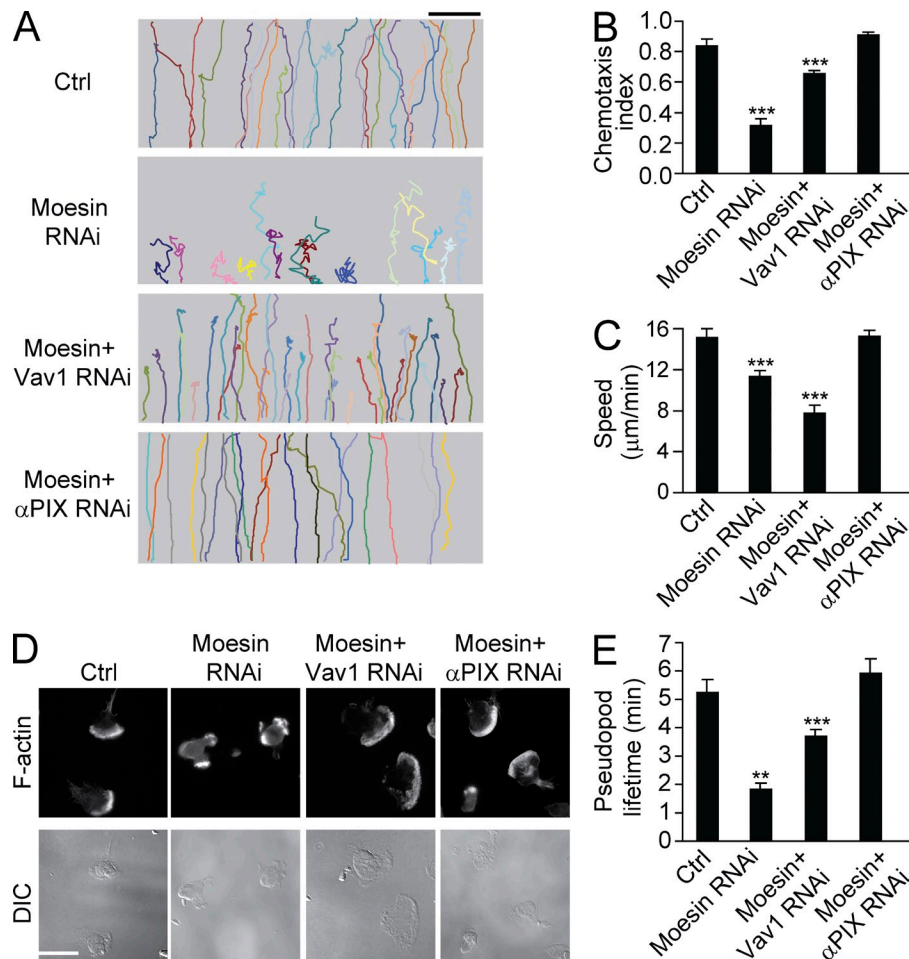 A
Ctrl
Moesin
RNAi
Moesin+
Vav1 RNAi
Moesin+
αPIX RNAi
B
Chemotaxis
index
1.0
0.8
0.6
0.4
0.2
0.0
***
***
Ctrl
Moesin RNAi
Moesin+
Vav1 RNAi
Moesin+
αPIX RNAi
C
Speed
(μm/min)
16
12
8
4
0
***
***
Ctrl
Moesin RNAi
Moesin+
Vav1 RNAi
Moesin+
αPIX RNAi
D
Ctrl
Moesin
RNAi
Moesin+
Vav1 RNAi
Moesin+
αPIX RNAi
F-actin
DIC
E
Pseudopod
lifetime (min)
7
6
5
4
3
2
1
0
**
***
Ctrl
Moesin RNAi
Moesin+
Vav1 RNAi
Moesin+
αPIX RNAi